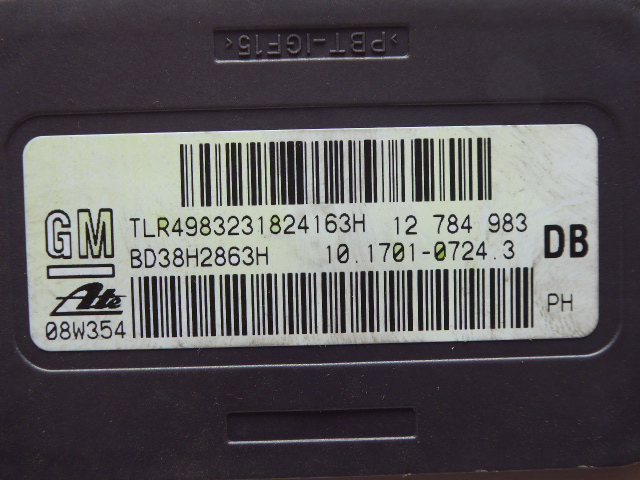 >PBT-IGF15<
GM TLR4983231824163H 12 784 983 DB
BD38H2863H 10.1701-0724.3
Ate
08W354 PH